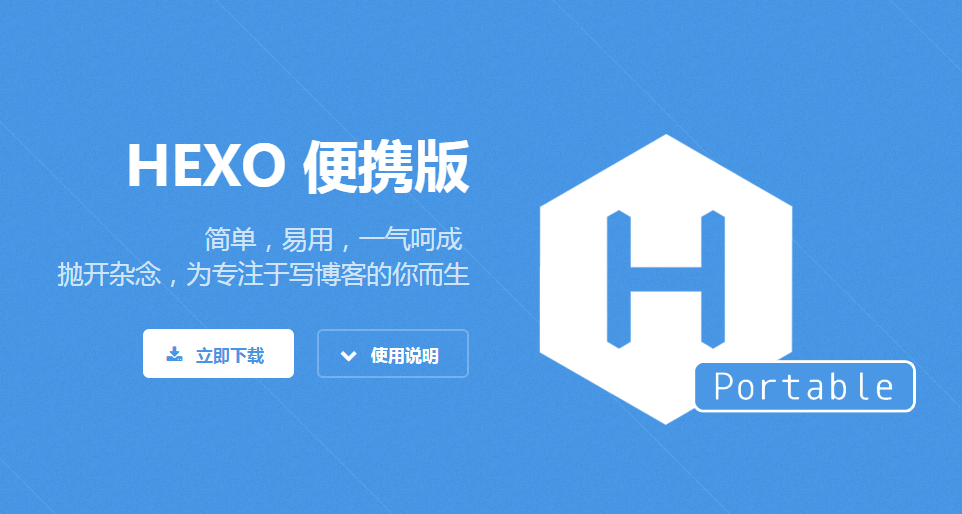 HEXO 便携版
简单，易用，一气呵成
抛开杂念，为专注于写博客的你而生
立即下载
使用说明
H
Portable